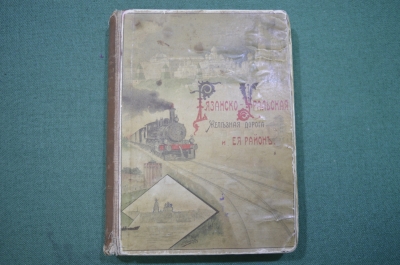 Рязанско-Уральская
Желѣзная дорога
и ЕЯ РАЙОНЪ.